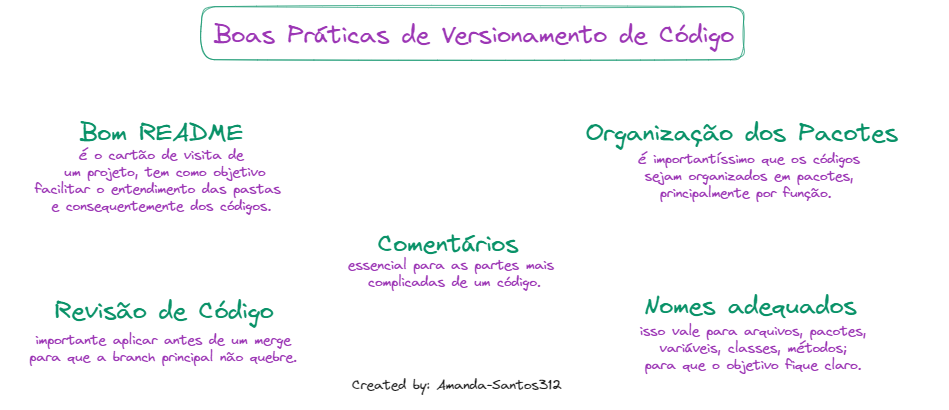 Boas Práticas de Versionamento de Código
Bom README
é o cartão de visita de
um projeto, tem como objetivo
facilitar o entendimento das pastas
e consequentemente dos códigos.
Organização dos Pacotes
é importantíssimo que os códigos
sejam organizados em pacotes,
principalmente por função.
Comentários
essencial para as partes mais
complicadas de um código.
Revisão de Código
importante aplicar antes de um merge
para que a branch principal não quebre.
Nomes adequados
isso vale para arquivos, pacotes,
variáveis, classes, métodos;
para que o objetivo fique claro.
Created by: Amanda-Santos312